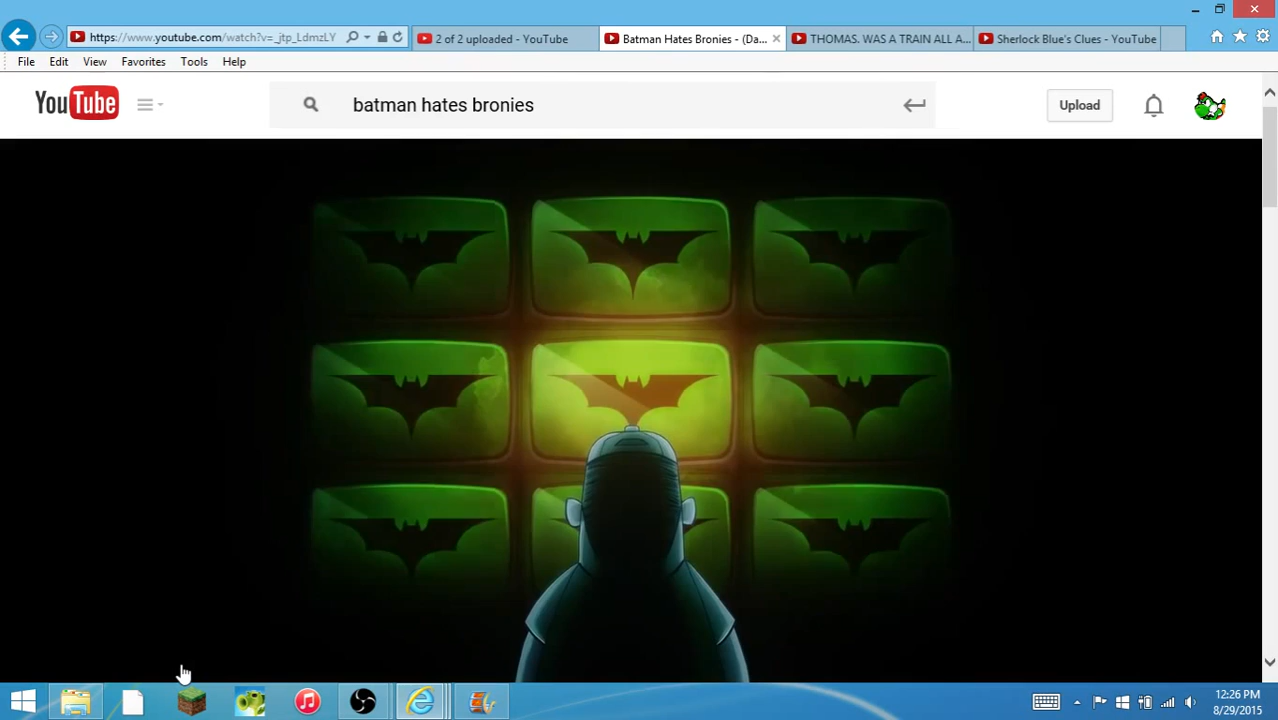 https://www.youtube.com/watch?v=_jtp_LdmzLY
2 of 2 uploaded - YouTube
Batman Hates Bronies - (Da...
THOMAS. WAS A TRAIN ALL A...
Sherlock Blue's Clues - YouTube
File Edit View Favorites Tools Help
YouTube
batman hates bronies
Upload
12:26 PM
8/29/2015